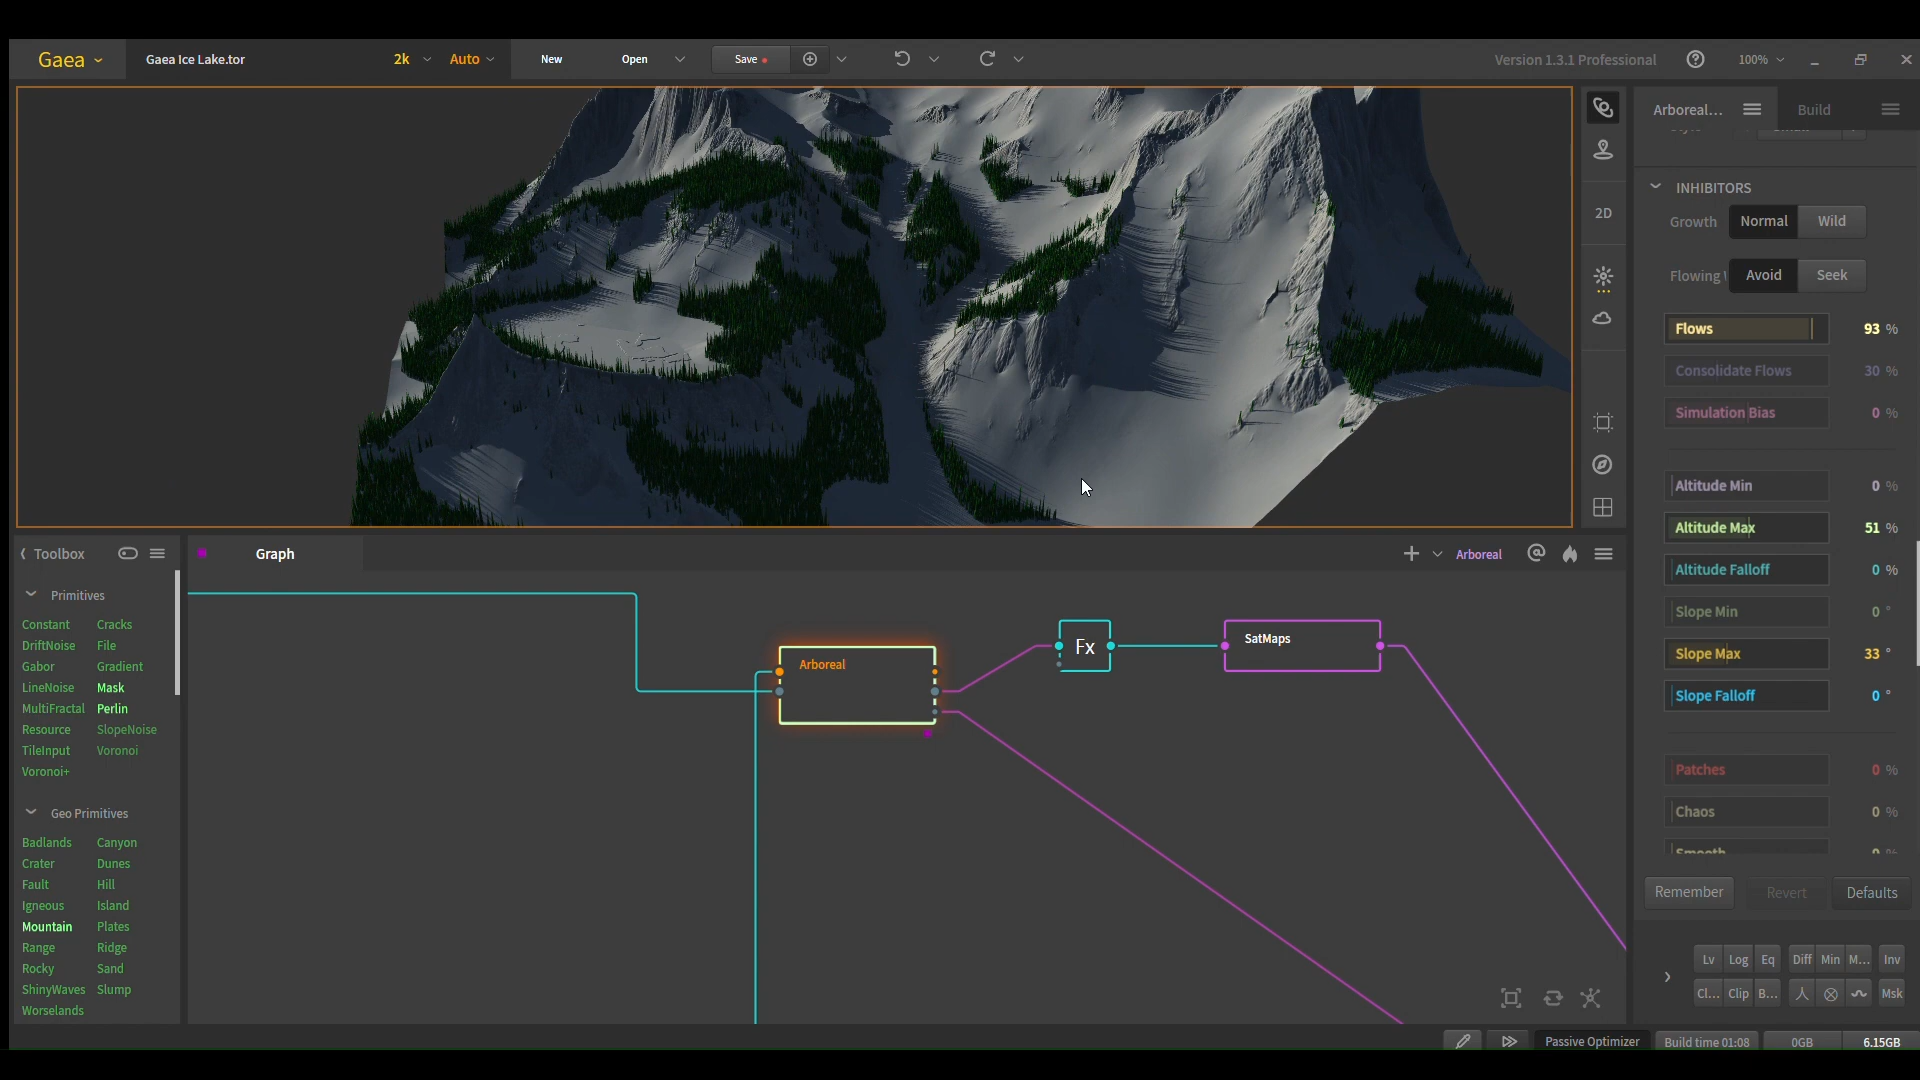 Gaea
Gaea Ice Lake.tor
2k
Auto
New
Open
Save
Version 1.3.1 Professional
100%
Arboreal...
Build
2D
INHIBITORS
Growth Normal Wild
Flowing Avoid Seek
Flows 93 %
Consolidate Flows 30 %
Simulation Bias 0 %
Altitude Min 0 %
Altitude Max 51 %
Altitude Falloff 0 %
Slope Min 0 °
Slope Max 33 °
Slope Falloff 0 °
Patches 0 %
Chaos 0 %
Smooth 0 %
Remember Revert Defaults
Lv Log Eq Diff Min M... Inv
Cl... Clip B... Msk
Toolbox
Primitives
Constant Cracks
DriftNoise File
Gabor Gradient
LineNoise Mask
MultiFractal Perlin
Resource SlopeNoise
TileInput Voronoi
Voronoi+
Geo Primitives
Badlands Canyon
Crater Dunes
Fault Hill
Igneous Island
Mountain Plates
Range Ridge
Rocky Sand
ShinyWaves Slump
Worselands
Graph
Arboreal
Arboreal
Fx
SatMaps
Passive Optimizer
Build time 01:08
0GB
6.15GB